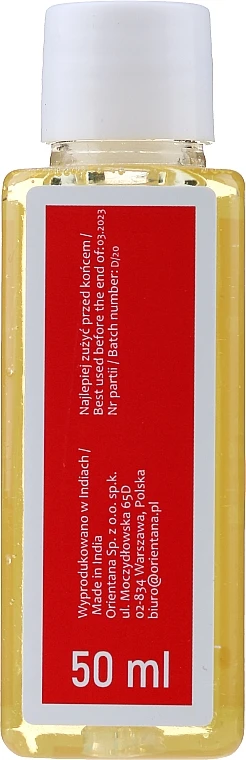 Najlepiej zużyć przed końcem /
Best used before the end of: 03.2023
Nr partii / Batch number: D/20
Wyprodukowano w Indiach /
Made in India
Orientana Sp. z o.o. sp.k.
ul. Moczydłowska 65D
02-834 Warszawa, Polska
biuro@orientana.pl
50 ml